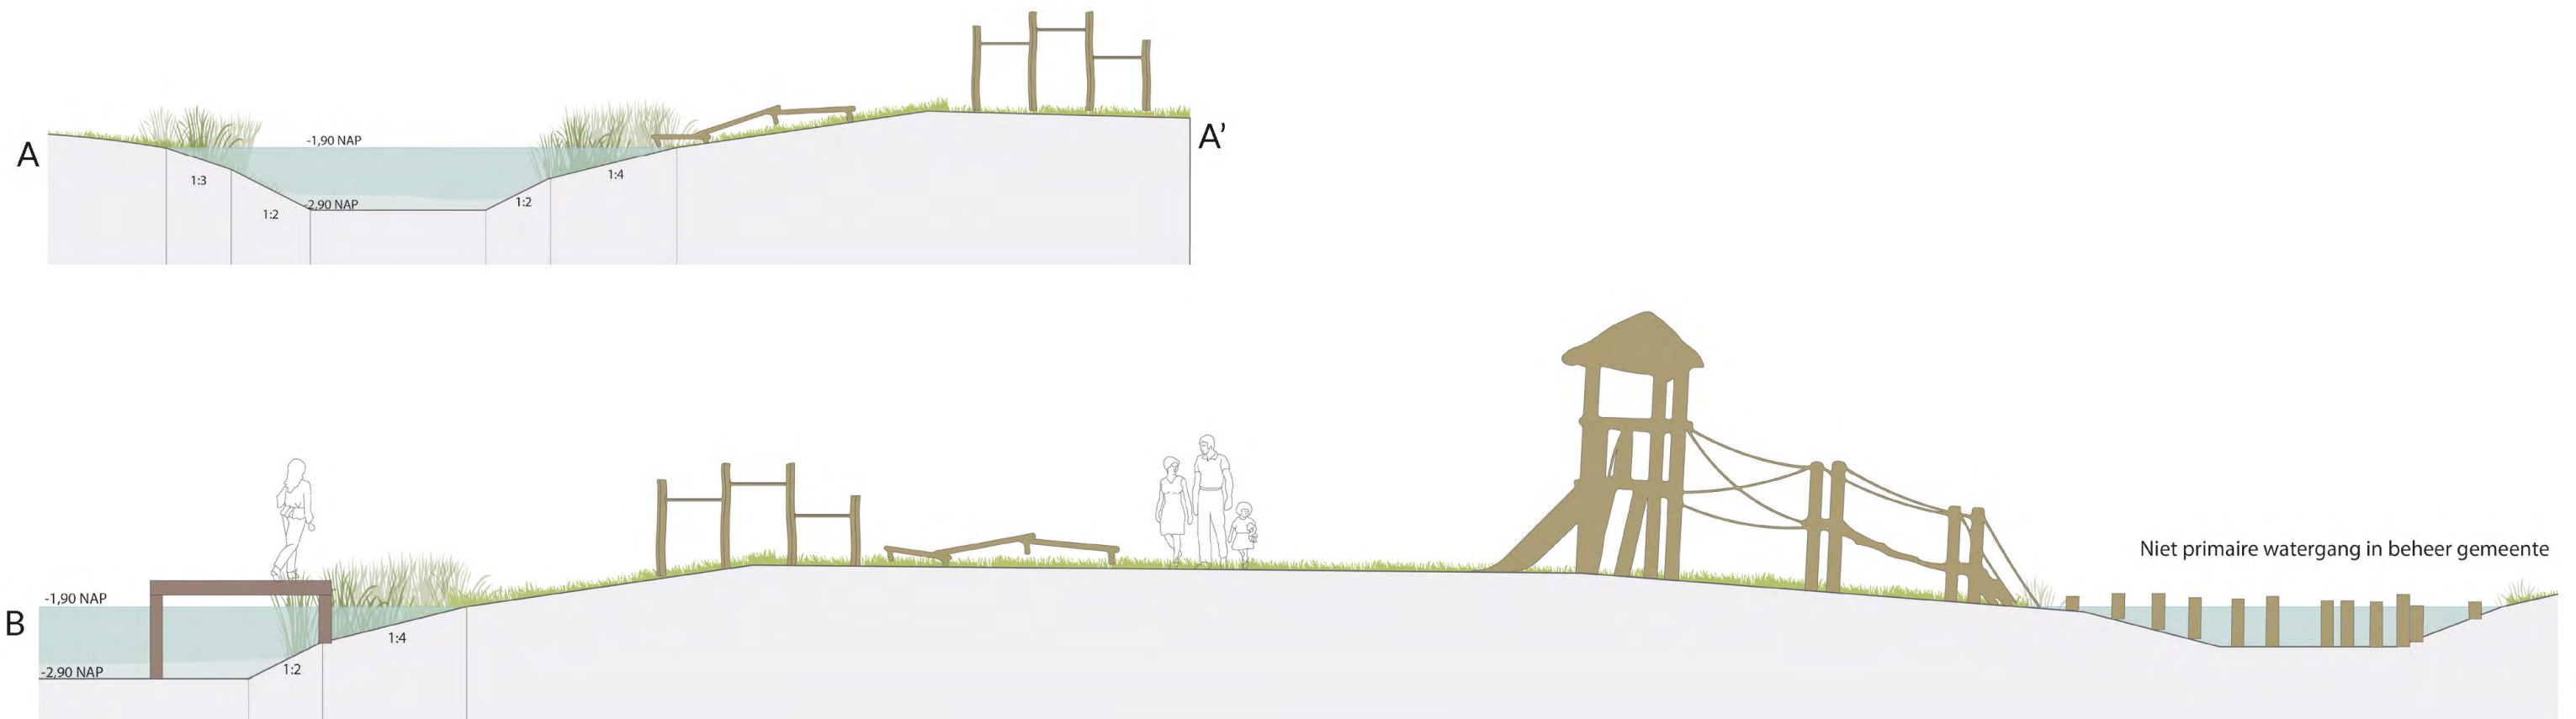 A
-1,90 NAP
A’
1:3
1:4
1:2
-2,90 NAP
1:2
Niet primaire watergang in beheer gemeente
-1,90 NAP
B
1:4
1:2
-2,90 NAP